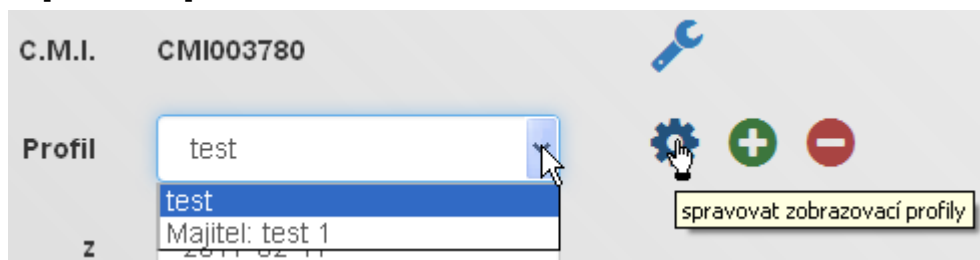 C.M.I. CMI003780
Profil test
test
spravovat zobrazovací profily
Majitel: test 1
z